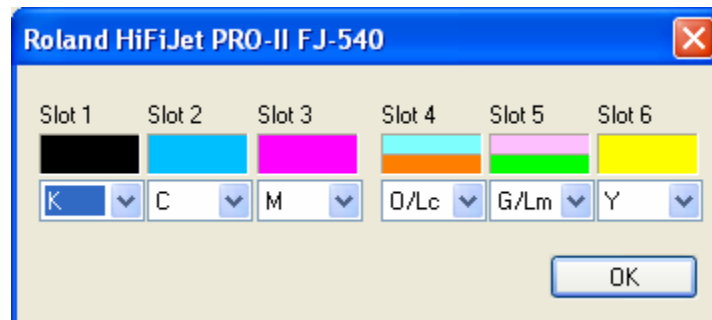 Roland HiFiJet PRO-II FJ-540
Slot 1 Slot 2 Slot 3 Slot 4 Slot 5 Slot 6
K C M O/Lc G/Lm Y
OK